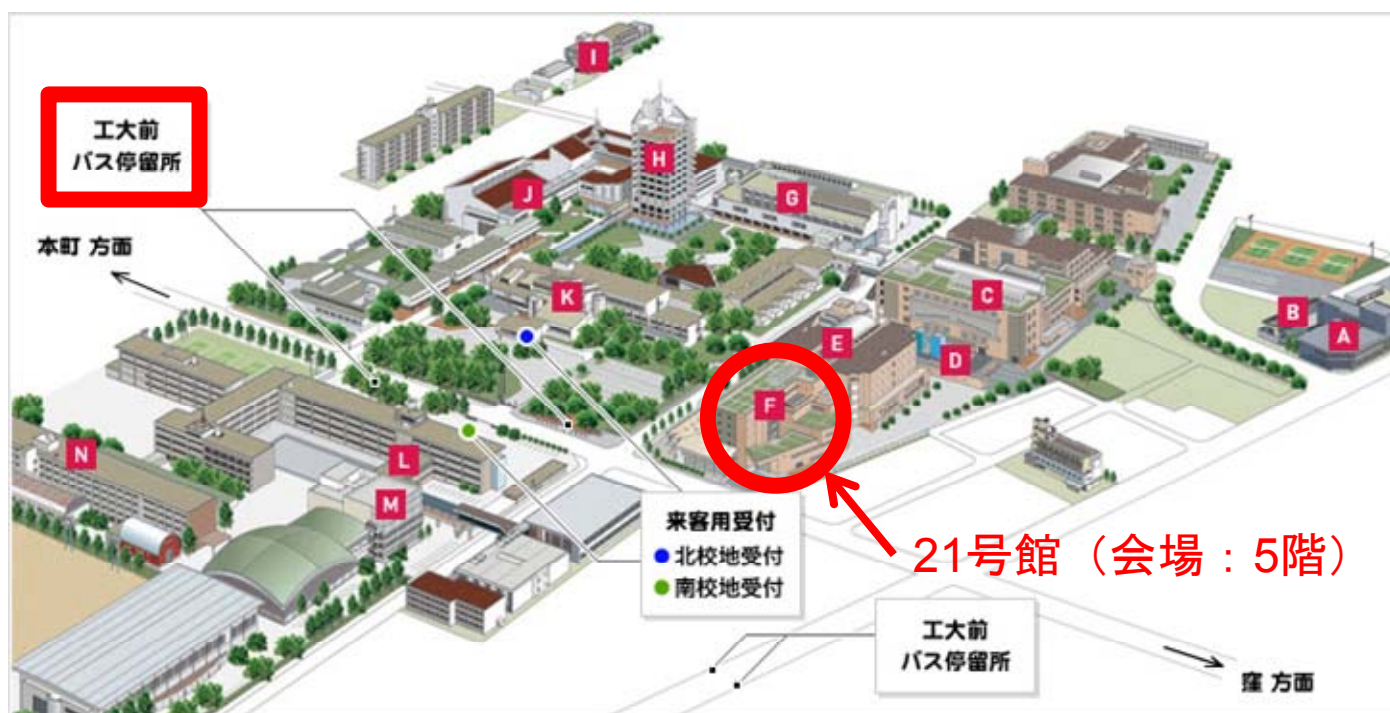 I
工大前
バス停留所
H
J
G
本町 方面
K
C
B
A
E
D
F
N
L
M
来客用受付
北校地受付
南校地受付
21号館（会場：5階）
工大前
バス停留所
窪 方面